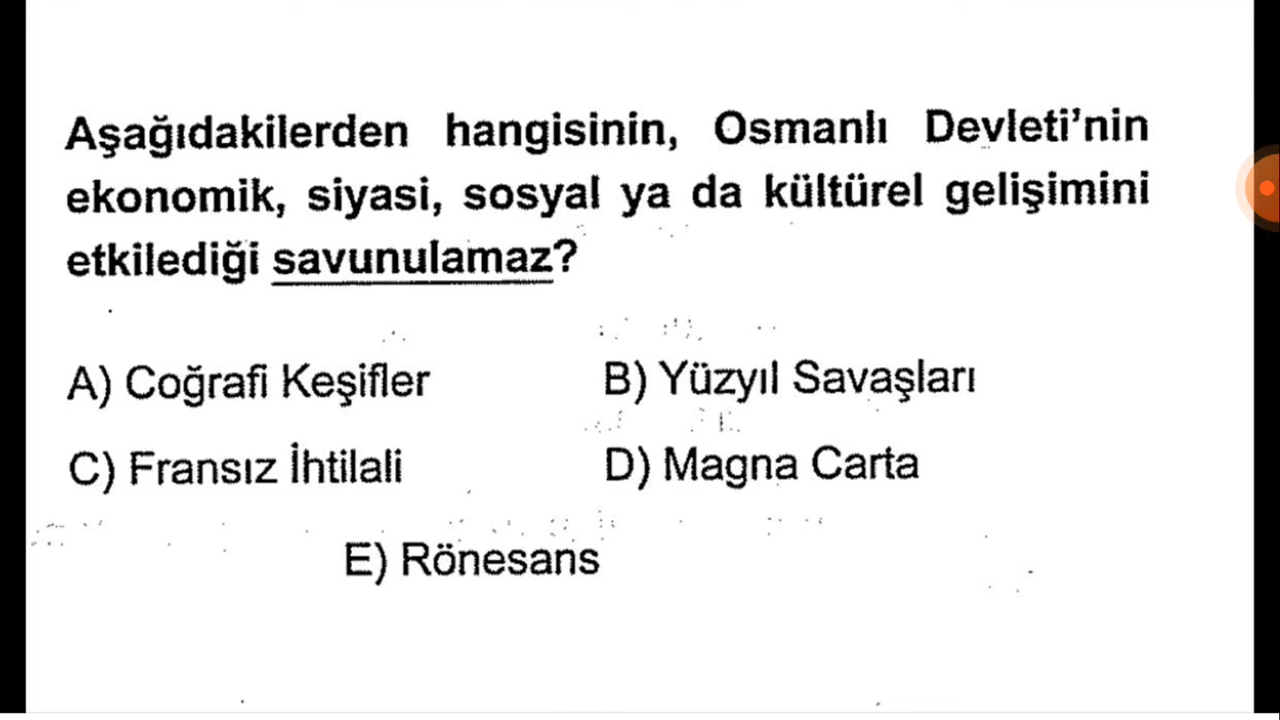 Aşağıdakilerden hangisinin, Osmanlı Devleti'nin
ekonomik, siyasi, sosyal ya da kültürel gelişimini
etkilediği savunulamaz?
A) Coğrafi Keşifler B) Yüzyıl Savaşları
C) Fransız İhtilali D) Magna Carta
E) Rönesans